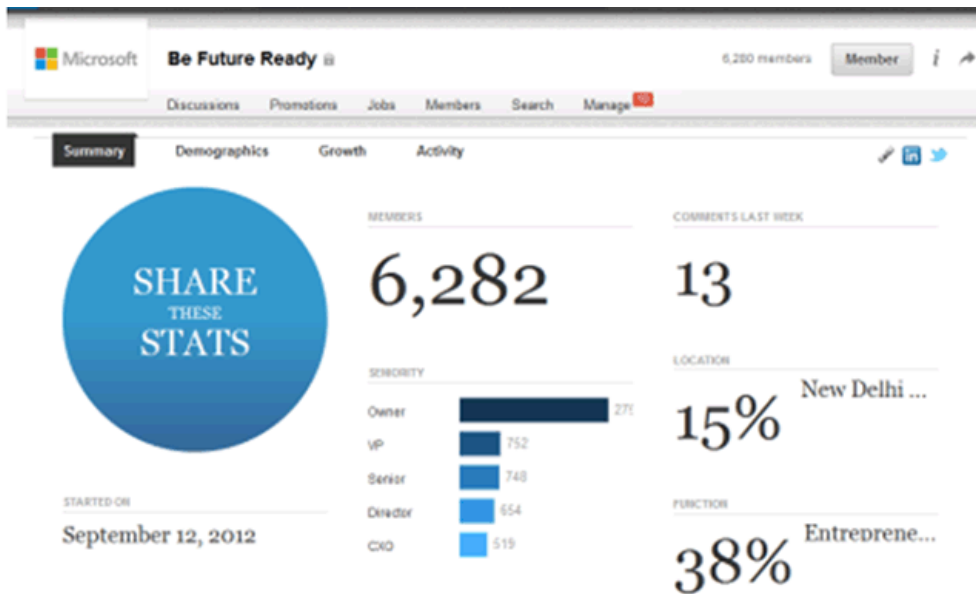 Microsoft
Be Future Ready
6,280 members
Member
i
Discussions Promotions Jobs Members Search Manage 10
Summary Demographics Growth Activity
in
SHARE
THESE
STATS
STARTED ON
September 12, 2012
MEMBERS
6,282
SENIORITY
Owner
VP 752
Senior 748
Director 654
CXO 519
COMMENTS LAST WEEK
13
LOCATION
15% New Delhi ...
FUNCTION
38% Entreprene...